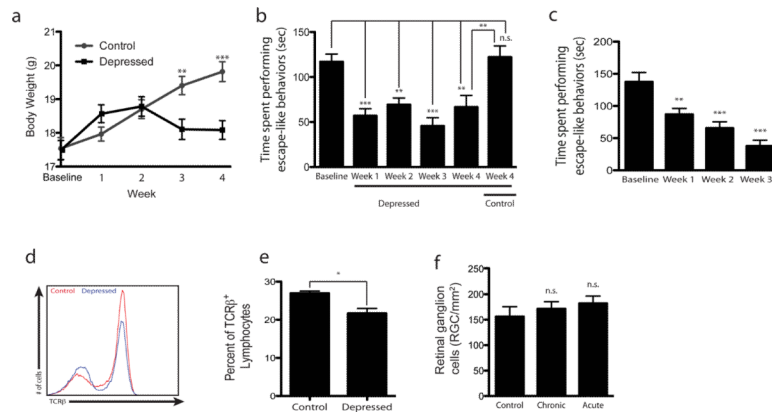 a
Control
Depressed
**
***
Body Weight (g)
21
20
19
18
17
Baseline
1
2
3
4
Week
b
Time spent performing
escape-like behaviors (sec)
150
100
50
0
**
n.s.
***
**
***
**
Baseline
Week 1
Week 2
Week 3
Week 4
Week 4
Depressed
Control
c
Time spent performing
escape-like behaviors (sec)
200
150
100
50
0
**
***
***
Baseline
Week 1
Week 2
Week 3
d
Control
Depressed
# of cells
TCRβ
e
Percent of TCRβ+
Lymphocytes
30
20
10
0
*
Control
Depressed
f
Retinal ganglion
cells (RGC/mm2)
250
200
150
100
50
0
n.s.
n.s.
Control
Chronic
Acute